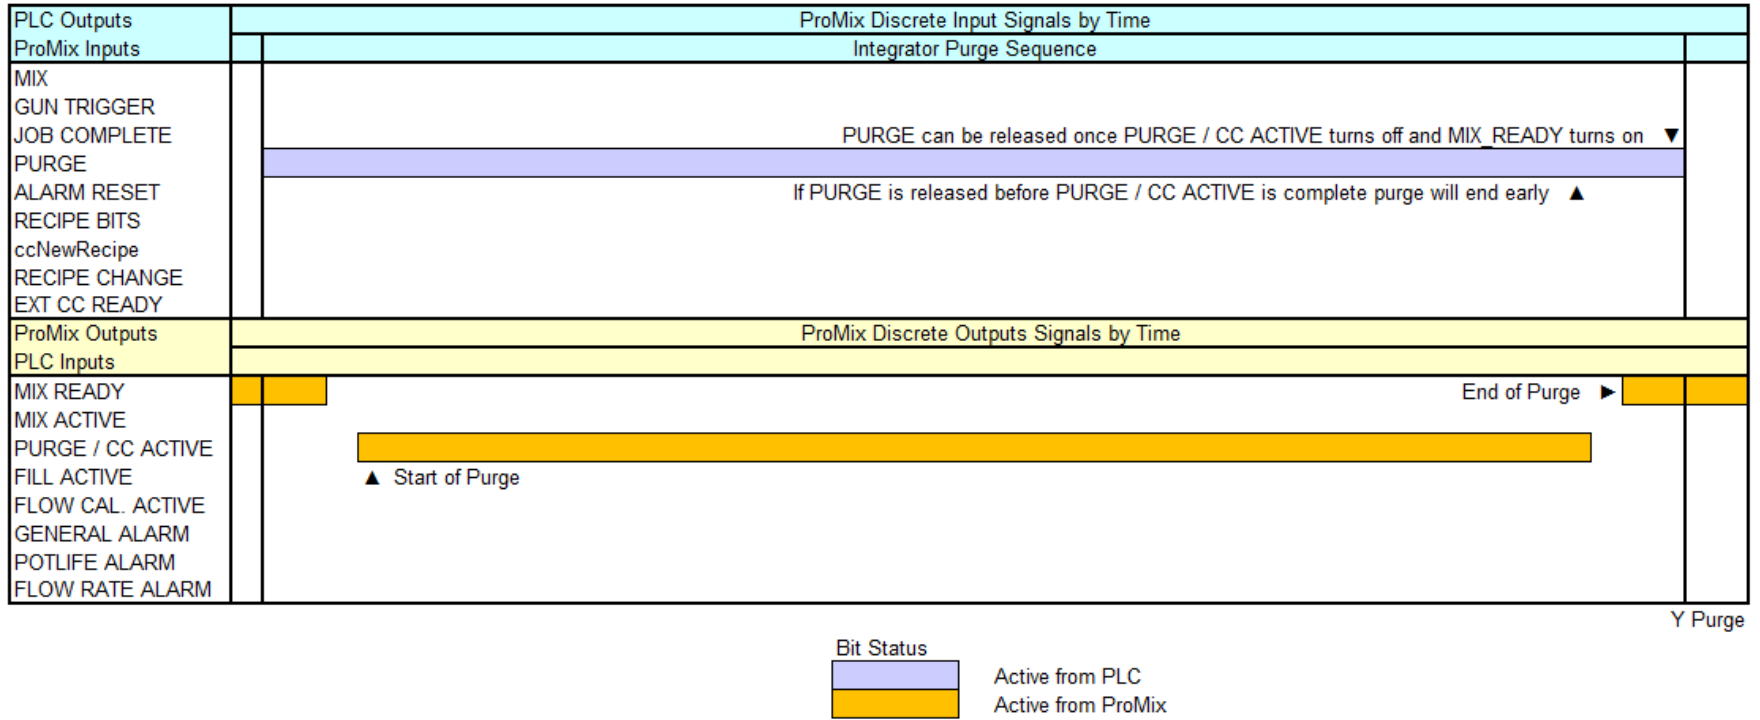 PLC Outputs
ProMix Discrete Input Signals by Time
ProMix Inputs
Integrator Purge Sequence
MIX
GUN TRIGGER
JOB COMPLETE
PURGE can be released once PURGE / CC ACTIVE turns off and MIX_READY turns on ▼
PURGE
ALARM RESET
If PURGE is released before PURGE / CC ACTIVE is complete purge will end early ▲
RECIPE BITS
ccNewRecipe
RECIPE CHANGE
EXT CC READY
ProMix Outputs
ProMix Discrete Outputs Signals by Time
PLC Inputs
MIX READY
End of Purge ►
MIX ACTIVE
PURGE / CC ACTIVE
FILL ACTIVE
▲ Start of Purge
FLOW CAL. ACTIVE
GENERAL ALARM
POTLIFE ALARM
FLOW RATE ALARM
Y Purge
Bit Status
Active from PLC
Active from ProMix